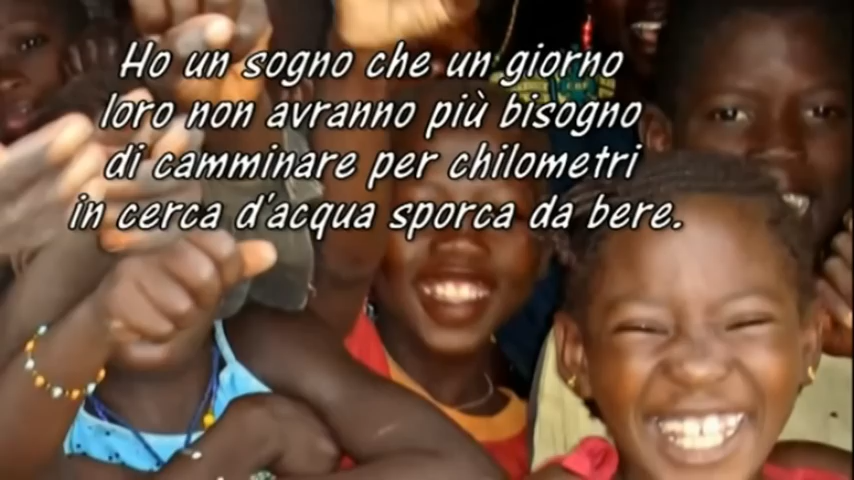 Ho un sogno che un giorno
loro non avranno più bisogno
di camminare per chilometri
in cerca d'acqua sporca da bere.